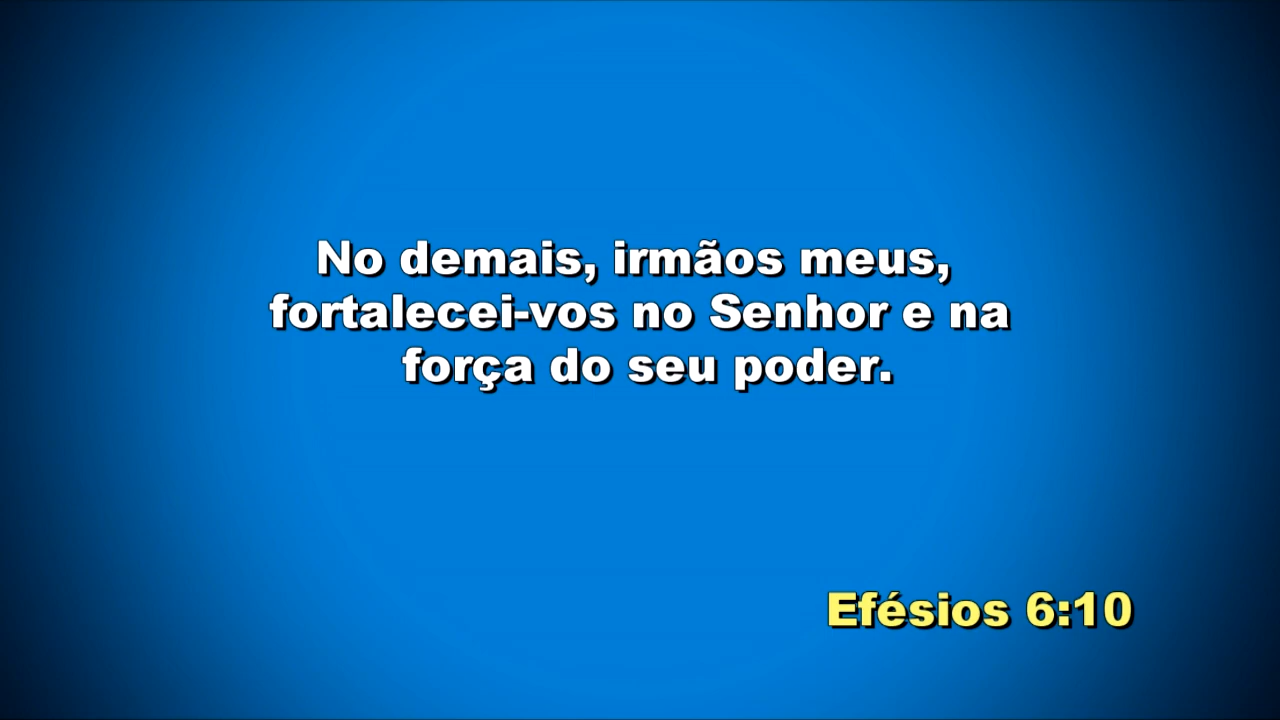 No demais, irmãos meus,
fortalecei-vos no Senhor e na
força do seu poder.
Efésios 6:10